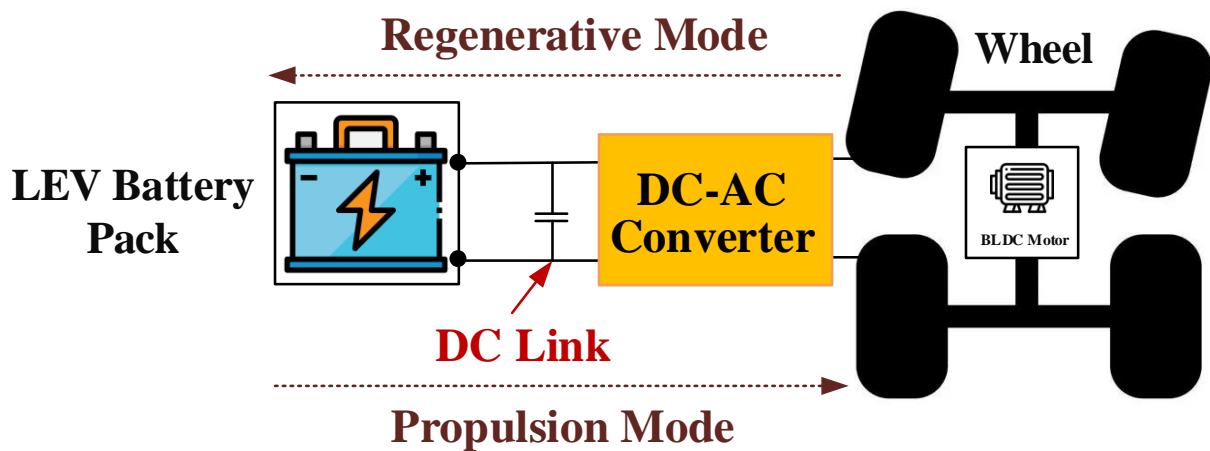 Regenerative Mode
Wheel
LEV Battery
Pack
- +
DC-AC
Converter
BLDC Motor
DC Link
Propulsion Mode